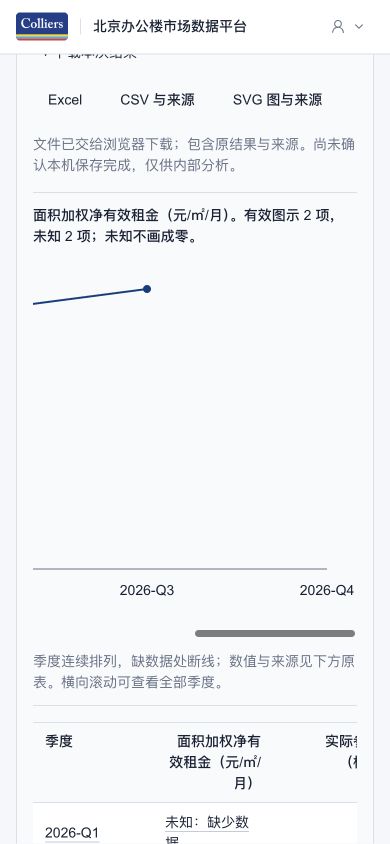 Colliers 北京办公楼市场数据平台
Excel CSV 与来源 SVG 图与来源
文件已交给浏览器下载；包含原结果与来源。尚未确
认本机保存完成，仅供内部分析。
面积加权净有效租金（元/㎡/月）。有效图示 2 项，
未知 2 项；未知不画成零。
2026-Q3 2026-Q4
季度连续排列，缺数据处断线；数值与来源见下方原
表。横向滚动可查看全部季度。
季度 面积加权净有 实际
效租金（元/㎡/
月）
2026-Q1 未知：缺少数